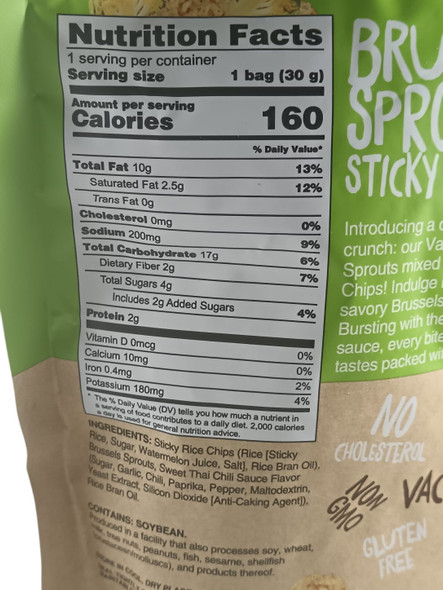 Nutrition Facts
1 serving per container
Serving size 1 bag (30 g)
Amount per serving
Calories 160
% Daily Value*
Total Fat 10g 13%
Saturated Fat 2.5g 12%
Trans Fat 0g
Cholesterol 0mg 0%
Sodium 200mg 9%
Total Carbohydrate 17g 6%
Dietary Fiber 2g 7%
Total Sugars 4g
Includes 2g Added Sugars 4%
Protein 2g
Vitamin D 0mcg 0%
Calcium 10mg 0%
Iron 0.4mg 2%
Potassium 180mg 4%
* The % Daily Value (DV) tells you how much a nutrient in
a serving of food contributes to a daily diet. 2,000 calories
a day is used for general nutrition advice.
INGREDIENTS: Sticky Rice Chips (Rice [Sticky
Rice, Sugar, Watermelon Juice, Salt], Rice Bran Oil),
Brussels Sprouts, Sweet Thai Chili Sauce Flavor
(Sugar, Garlic, Chili, Paprika, Pepper, Maltodextrin,
Yeast Extract, Silicon Dioxide [Anti-Caking Agent]),
Rice Bran Oil.
CONTAINS: SOYBEAN.
Produced in a facility that also processes soy, wheat,
milk, tree nuts, peanuts, fish, sesame, shellfish
(crustacean/molluscs), and products thereof.
BRU
SPRO
STICKY
Introducing a
crunch: our Va
Sprouts mixed
Chips! Indulge
savory Brussels
Bursting with the
sauce, every bite
tastes packed wi
NO
CHOLESTEROL
NON
GMO
VAC
GLUTEN
FREE